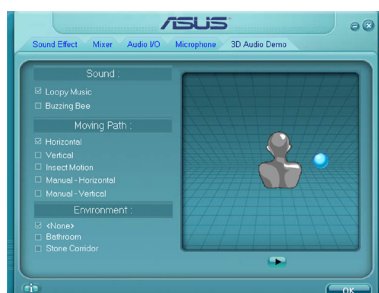 ASUS
Sound Effect Mixer Audio I/O Microphone 3D Audio Demo
Sound :
Loopy Music
Buzzing Bee
Moving Path :
Horizontal
Vertical
Insect Motion
Manual - Horizontal
Manual - Vertical
Environment :
<None>
Bathroom
Stone Corridor
OK